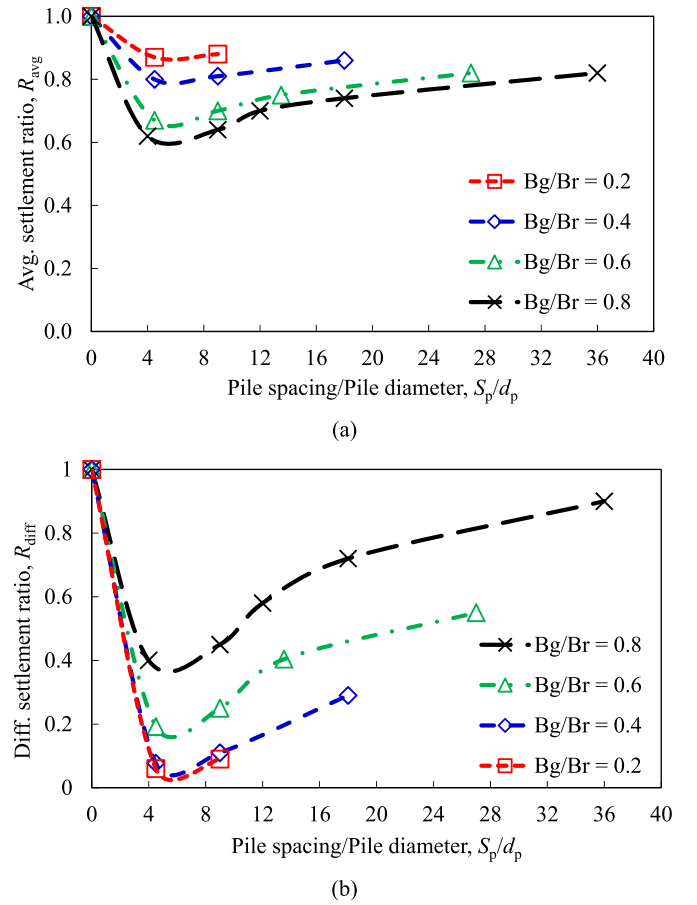 1.0
0.8
0.6
0.4
0.2
0.0
Avg. settlement ratio, Ravg
Bg/Br = 0.2
Bg/Br = 0.4
Bg/Br = 0.6
Bg/Br = 0.8
0 4 8 12 16 20 24 28 32 36 40
Pile spacing/Pile diameter, Sp/dp
(a)
1
0.8
0.6
0.4
0.2
0
Diff. settlement ratio, Rdiff
Bg/Br = 0.8
Bg/Br = 0.6
Bg/Br = 0.4
Bg/Br = 0.2
0 4 8 12 16 20 24 28 32 36 40
Pile spacing/Pile diameter, Sp/dp
(b)